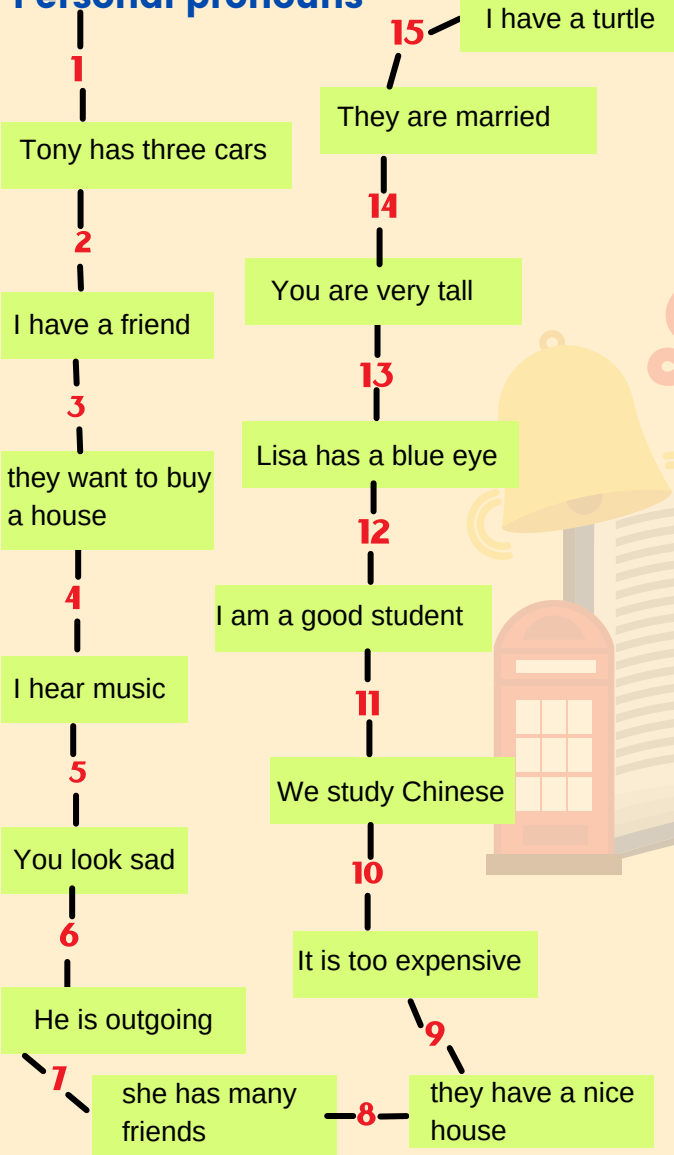 Personal pronouns
1
Tony has three cars
2
I have a friend
3
they want to buy
a house
4
I hear music
5
You look sad
6
He is outgoing
7
she has many
friends
8
they have a nice
house
9
It is too expensive
10
We study Chinese
11
I am a good student
12
Lisa has a blue eye
13
You are very tall
14
They are married
15
I have a turtle